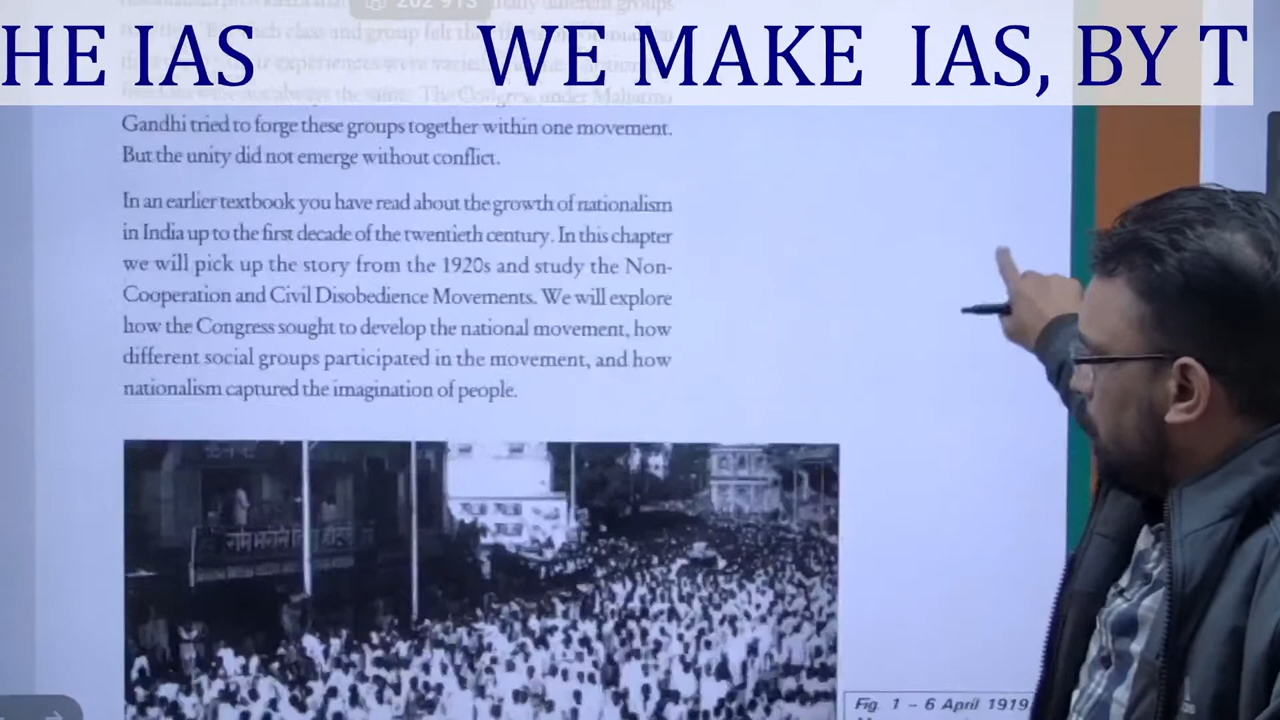 HE IAS WE MAKE IAS, BY T
Gandhi tried to forge these groups together within one movement.
But the unity did not emerge without conflict.
In an earlier textbook you have read about the growth of nationalism
in India up to the first decade of the twentieth century. In this chapter
we will pick up the story from the 1920s and study the Non-
Cooperation and Civil Disobedience Movements. We will explore
how the Congress sought to develop the national movement, how
different social groups participated in the movement, and how
nationalism captured the imagination of people.
Fig. 1 – 6 April 1919